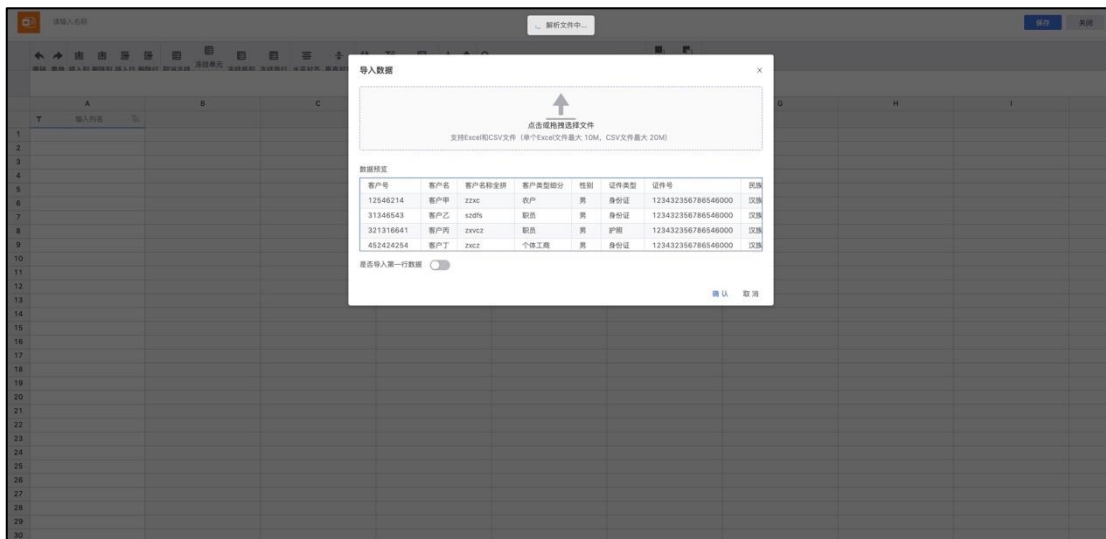 请输入名称
解析文件中...
保存 关闭
导入数据
×
点击或拖拽选择文件
支持Excel和CSV文件（单个Excel文件最大 10M，CSV文件最大 20M）
数据预览
客户号 客户名 客户名称全拼 客户类型细分 性别 证件类型 证件号 民族
12546214 客户甲 zzxc 农户 男 身份证 123432356786546000 汉族
31346543 客户乙 szdfs 职员 男 身份证 123432356786546000 汉族
321316641 客户丙 zxvcz 职员 男 护照 123432356786546000 汉族
452424254 客户丁 zxcz 个体工商 男 身份证 123432356786546000 汉族
是否导入第一行数据
确认 取消
A B C G H I
输入列名
1
2
3
4
5
6
7
8
9
10
11
12
13
14
15
16
17
18
19
20
21
22
23
24
25
26
27
28
29
30